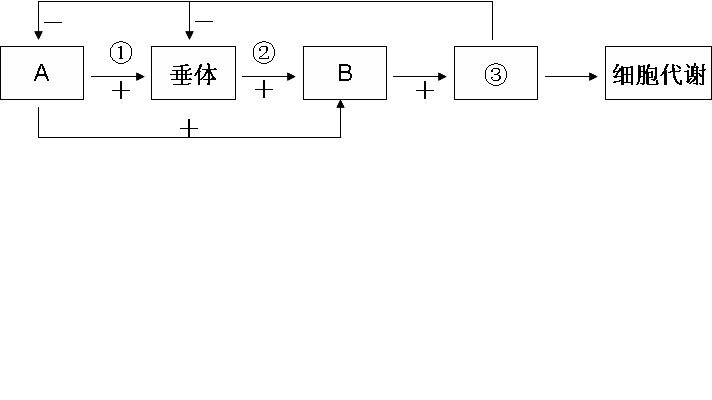 — —
① ②
A 垂体 B ③ 细胞代谢
+ + +
+